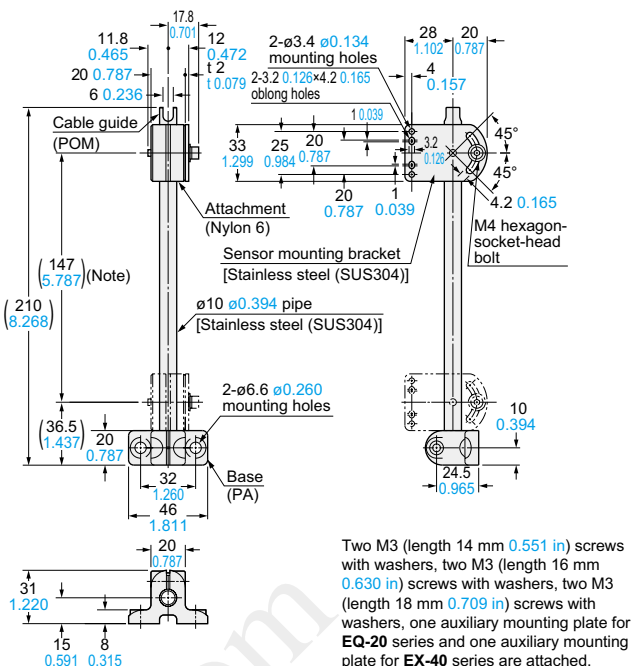 17.8
0.701
11.8
0.465
12
0.472
20 0.787
t 2
t 0.079
6 0.236
Cable guide
(POM)
Attachment
(Nylon 6)
Sensor mounting bracket
[Stainless steel (SUS304)]
(147 5.787)(Note)
(210 8.268)
ø10 ø0.394 pipe
[Stainless steel (SUS304)]
2-ø6.6 ø0.260
mounting holes
(36.5 1.437)
20
0.787
32
1.260
46
1.811
Base
(PA)
2-ø3.4 ø0.134
mounting holes
2-3.2 0.126×4.2 0.165
oblong holes
28
1.102
20
0.787
4
0.157
1 0.039
33
1.299
25
0.984
20
0.787
3.2
0.126
45°
45°
20
0.787
1
0.039
4.2 0.165
M4 hexagon-
socket-head
bolt
10
0.394
24.5
0.965
20
0.787
31
1.220
15
0.591
8
0.315
Two M3 (length 14 mm 0.551 in) screws
with washers, two M3 (length 16 mm
0.630 in) screws with washers, two M3
(length 18 mm 0.709 in) screws with
washers, one auxiliary mounting plate for
EQ-20 series and one auxiliary mounting
plate for EX-40 series are attached.